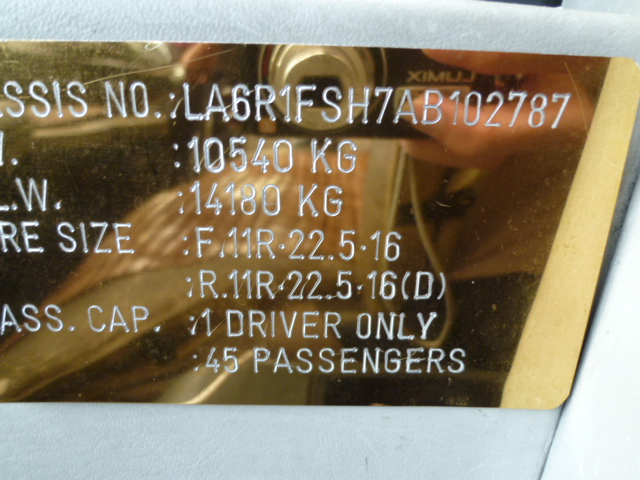 LUMIX
ASSIS NO.:LA6R1FSH7AB102787
.:10540 KG
.W. :14180 KG
RE SIZE :F.11R·22.5·16
:R.11R·22.5·16(D)
ASS. CAP. :1 DRIVER ONLY
:45 PASSENGERS